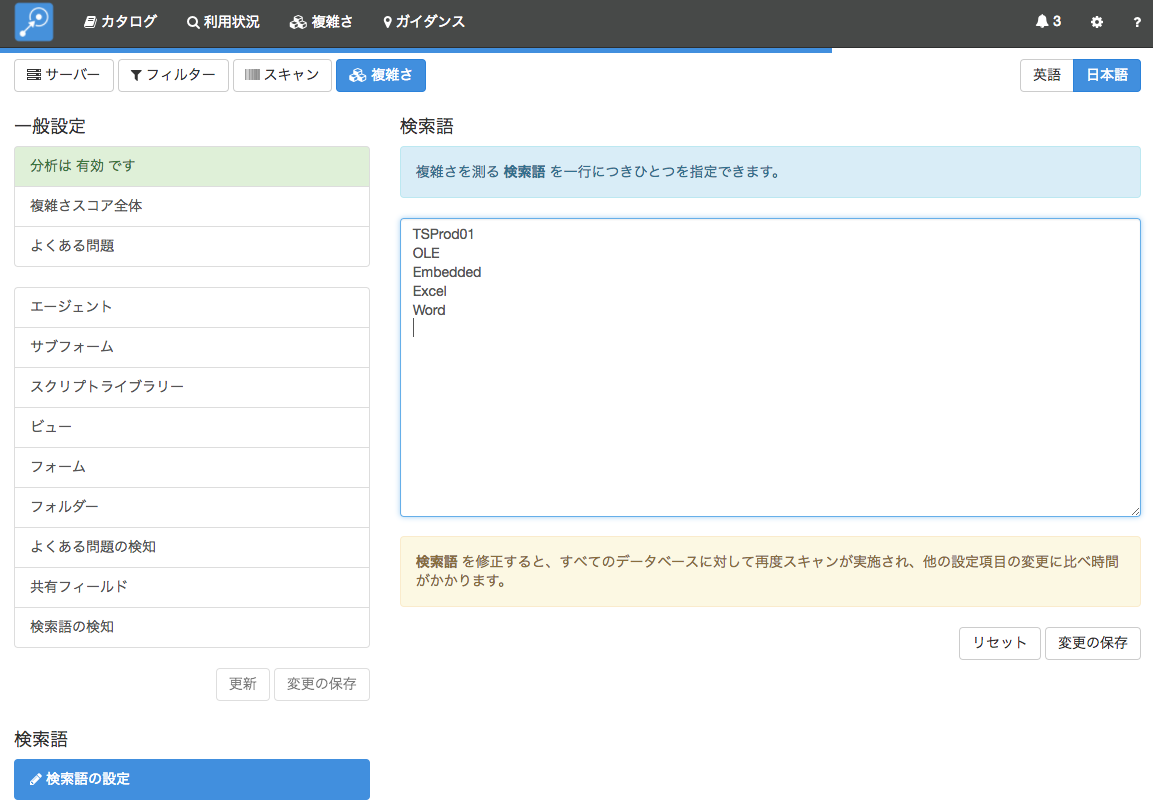 カタログ 利用状況 複雑さ ガイダンス 3 ?
サーバー フィルター スキャン 複雑さ 英語 日本語
一般設定
分析は 有効 です
複雑さスコア全体
よくある問題
エージェント
サブフォーム
スクリプトライブラリー
ビュー
フォーム
フォルダー
よくある問題の検知
共有フィールド
検索語の検知
更新 変更の保存
検索語
検索語の設定
検索語
複雑さを測る 検索語 を一行につきひとつを指定できます。
TSProd01
OLE
Embedded
Excel
Word
検索語 を修正すると、すべてのデータベースに対して再度スキャンが実施され、他の設定項目の変更に比べ時間
がかかります。
リセット 変更の保存